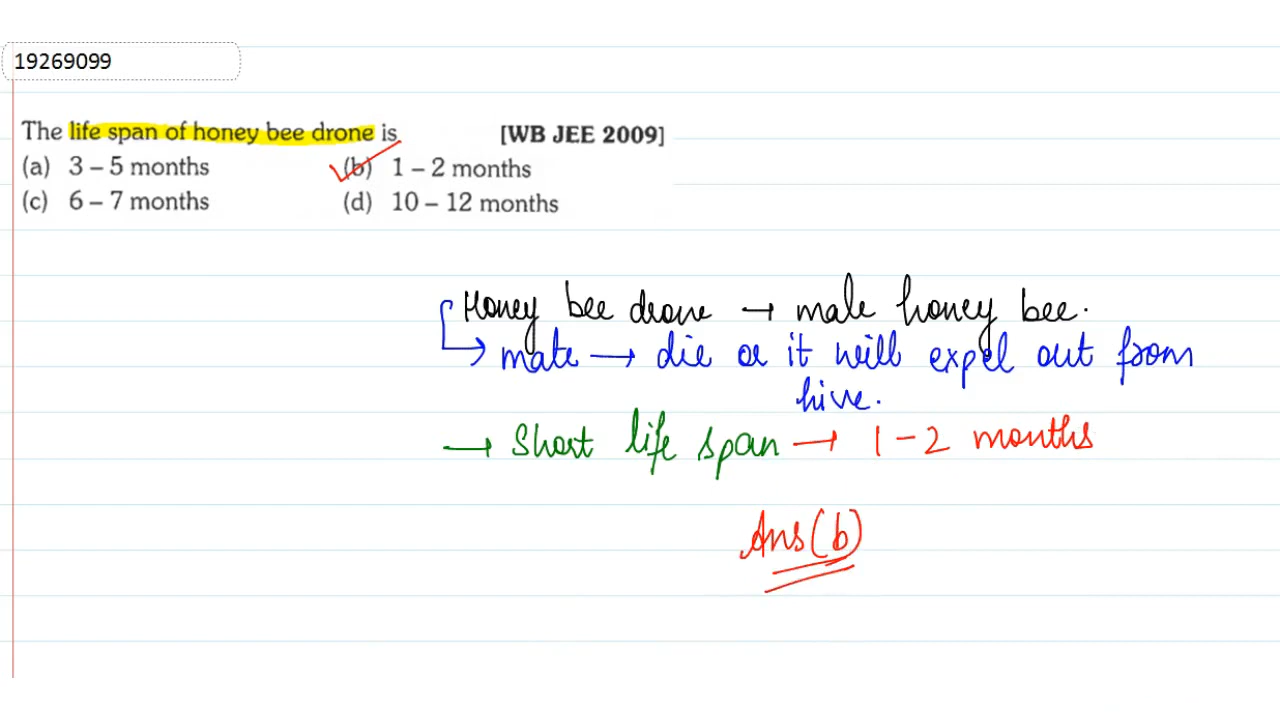 19269099
The life span of honey bee drone is [WB JEE 2009]
(a) 3 – 5 months (b) 1 – 2 months
(c) 6 – 7 months (d) 10 – 12 months
Honey bee drone → male honey bee.
→ mate → die or it will expel out from
hive.
→ Short life span → 1 - 2 months
Ans (b)